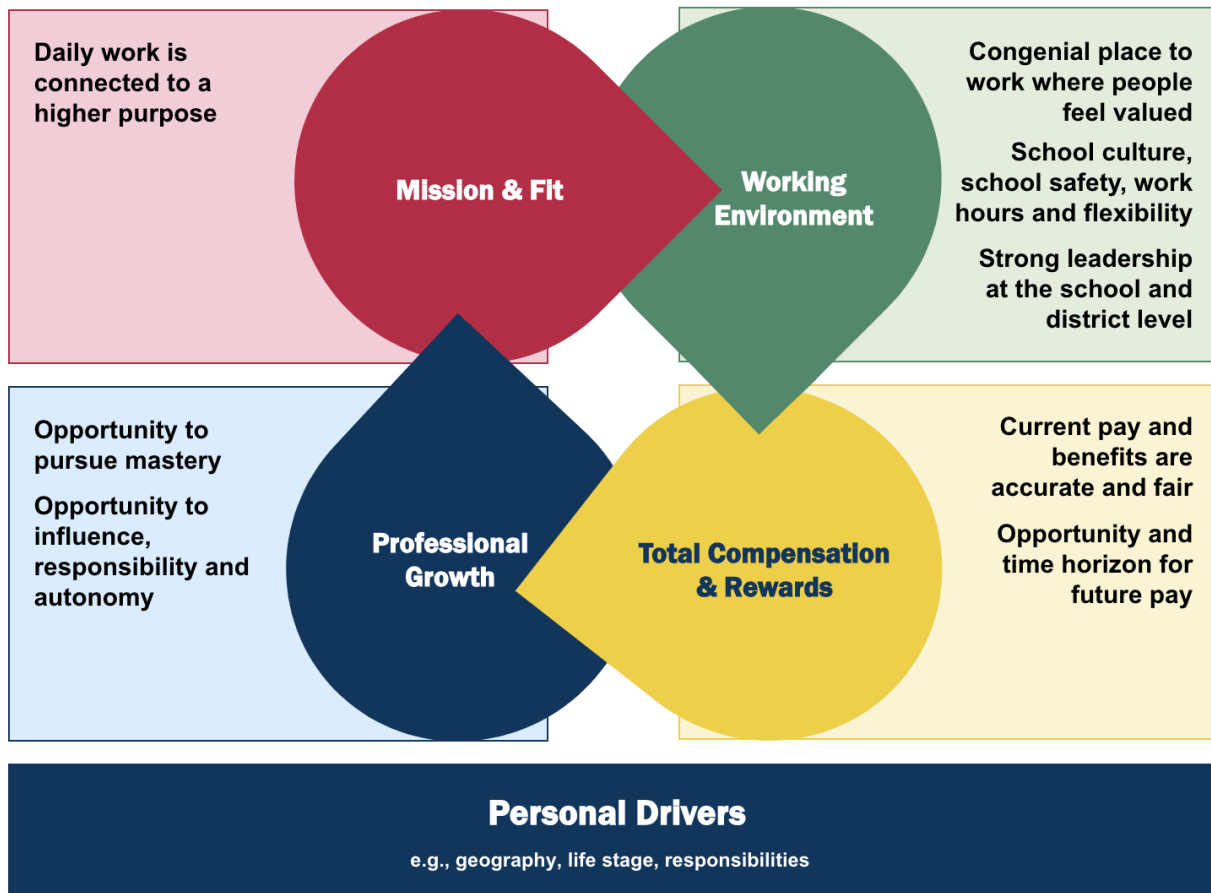 Daily work is
connected to a
higher purpose
Mission & Fit
Working
Environment
Congenial place to
work where people
feel valued
School culture,
school safety, work
hours and flexibility
Strong leadership
at the school and
district level
Opportunity to
pursue mastery
Opportunity to
influence,
responsibility and
autonomy
Professional
Growth
Total Compensation
& Rewards
Current pay and
benefits are
accurate and fair
Opportunity and
time horizon for
future pay
Personal Drivers
e.g., geography, life stage, responsibilities